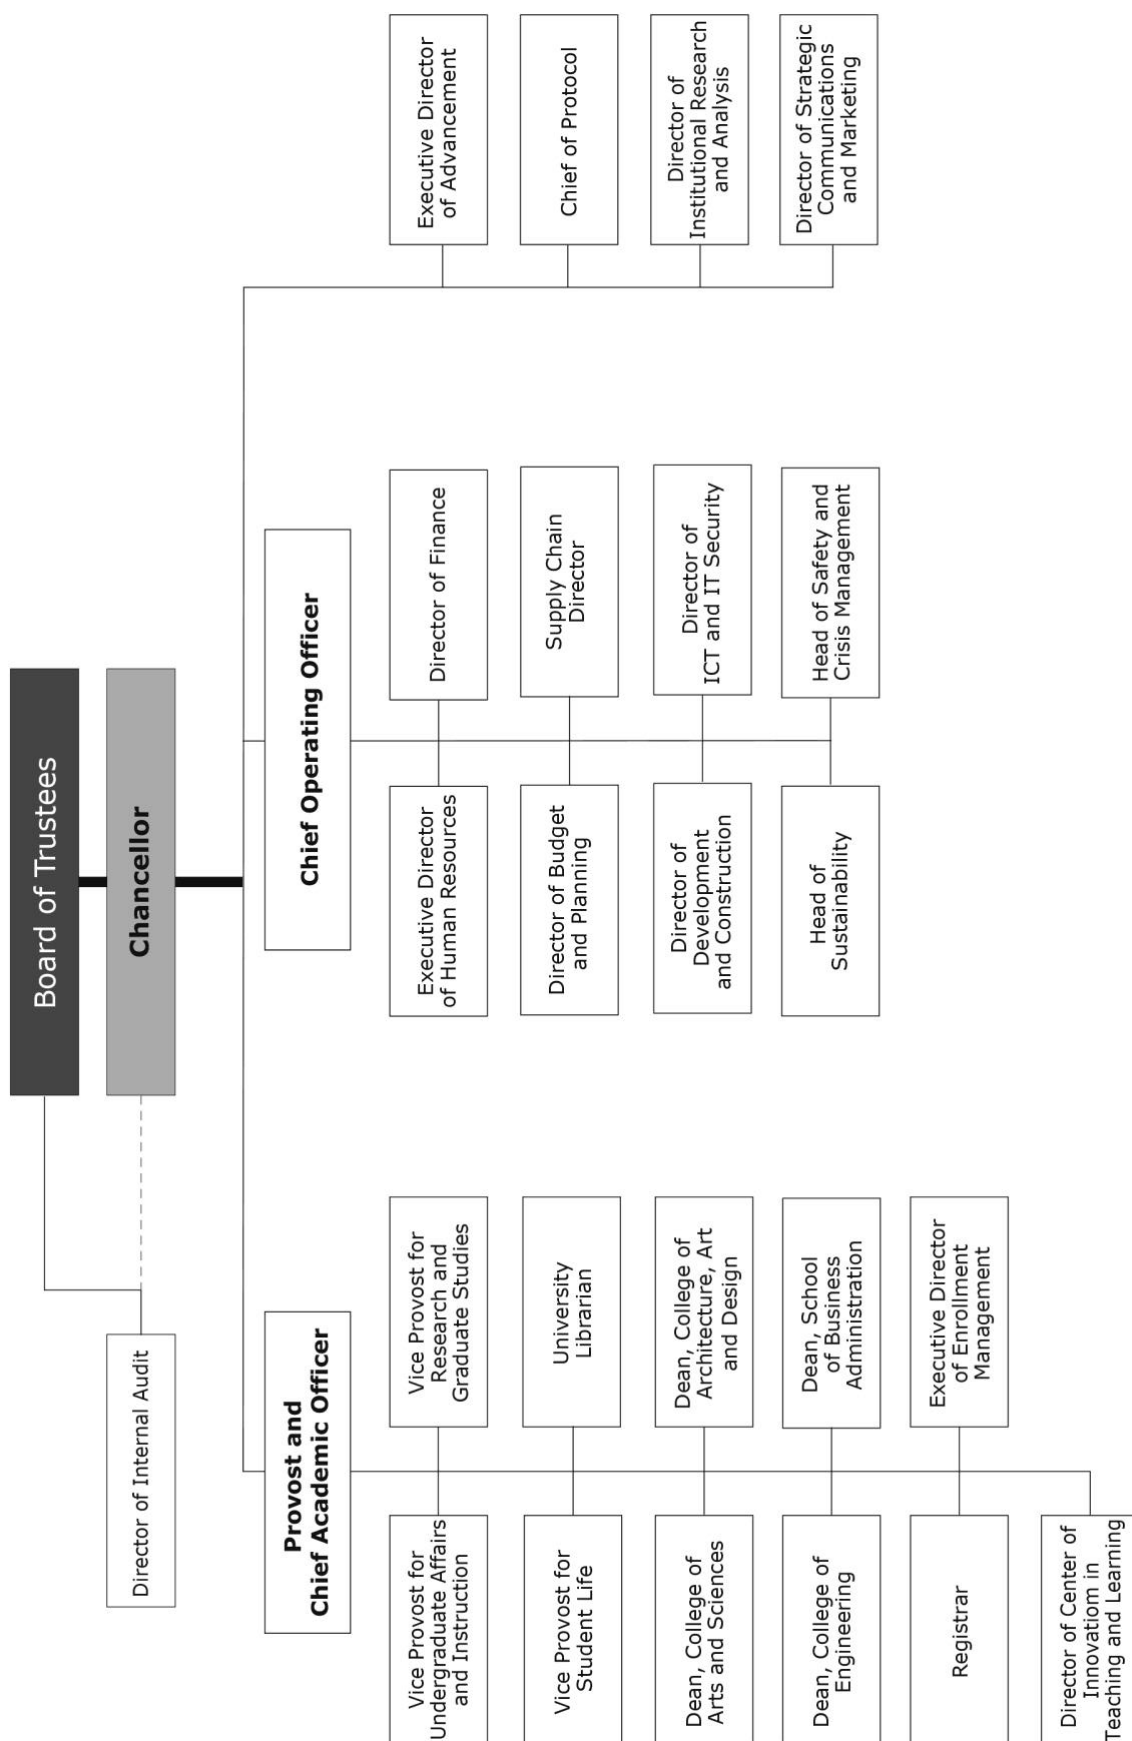 Board of Trustees
Chancellor
Director of Internal Audit
Provost and
Chief Academic Officer
Vice Provost for
Undergraduate Affairs
and Instruction
Vice Provost for
Research and
Graduate Studies
Vice Provost for
Student Life
University
Librarian
Dean, College of
Arts and Sciences
Dean, College of
Architecture, Art
and Design
Dean, College of
Engineering
Dean, School
of Business
Administration
Registrar
Executive Director
of Enrollment
Management
Director of Center of
Innovatiom in
Teaching and Learning
Chief Operating Officer
Executive Director
of Human Resources
Director of Finance
Director of Budget
and Planning
Supply Chain
Director
Director of
Development
and Construction
Director of
ICT and IT Security
Head of
Sustainability
Head of Safety and
Crisis Management
Executive Director
of Advancement
Chief of Protocol
Director of
Institutional Research
and Analysis
Director of Strategic
Communications
and Marketing